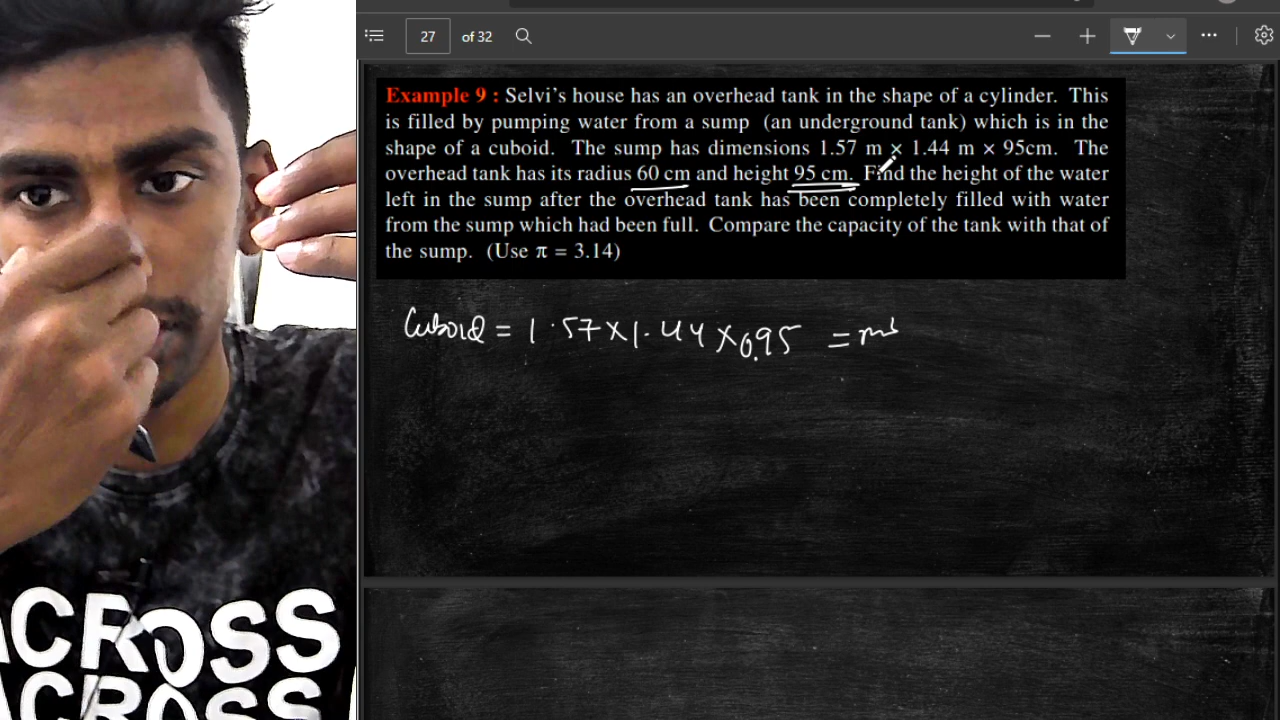 27 of 32
Example 9 : Selvi's house has an overhead tank in the shape of a cylinder. This
is filled by pumping water from a sump (an underground tank) which is in the
shape of a cuboid. The sump has dimensions 1.57 m × 1.44 m × 95cm. The
overhead tank has its radius 60 cm and height 95 cm. Find the height of the water
left in the sump after the overhead tank has been completely filled with water
from the sump which had been full. Compare the capacity of the tank with that of
the sump. (Use π = 3.14)
Cuboid = 1.57 × 1.44 × 0.95 = m³
ACROSS
ACROSS